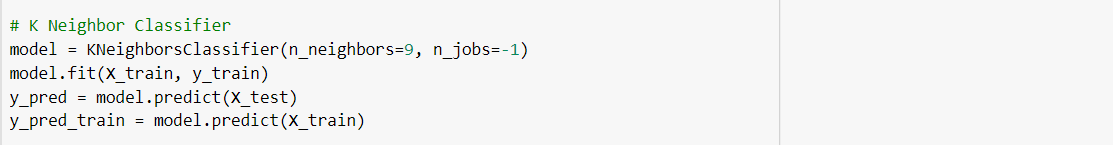 # K Neighbor Classifier
model = KNeighborsClassifier(n_neighbors=9, n_jobs=-1)
model.fit(X_train, y_train)
y_pred = model.predict(X_test)
y_pred_train = model.predict(X_train)